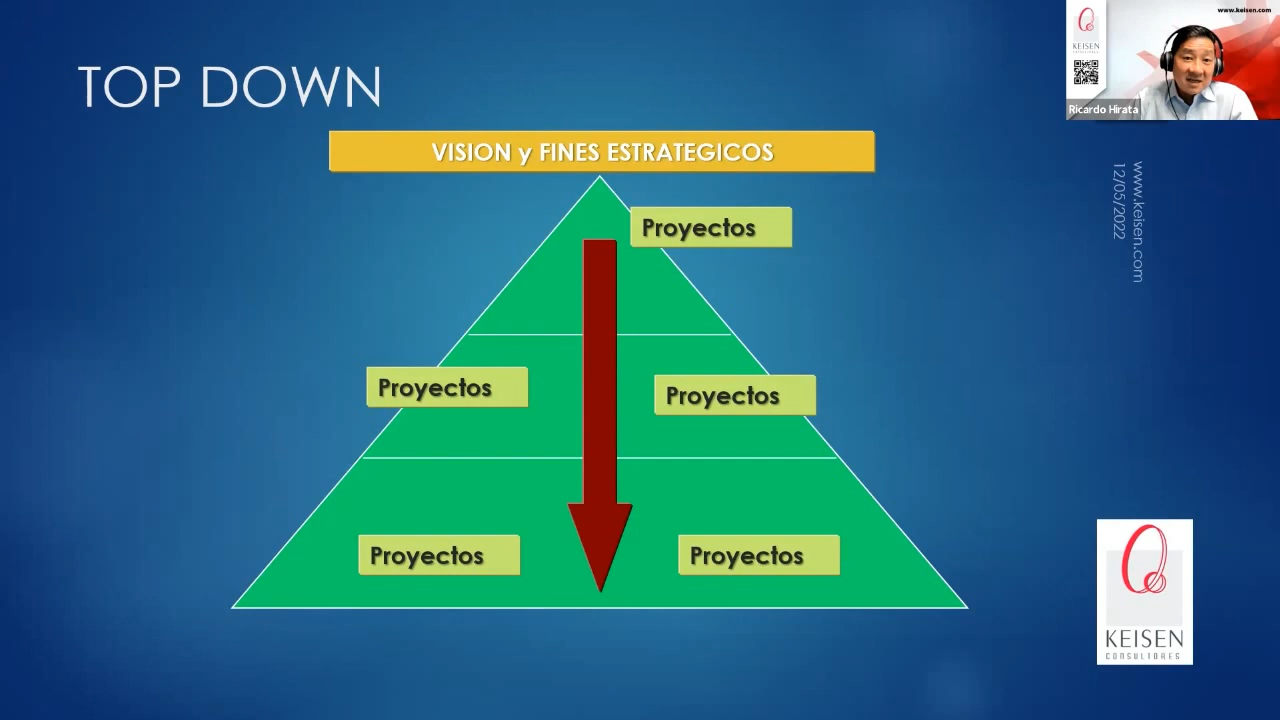 www.keisen.com
KEISEN
Ricardo Hirata
TOP DOWN
VISION y FINES ESTRATEGICOS
Proyectos
Proyectos
Proyectos
Proyectos
Proyectos
www.keisen.com
12/05/2022
KEISEN
CONSULTORES